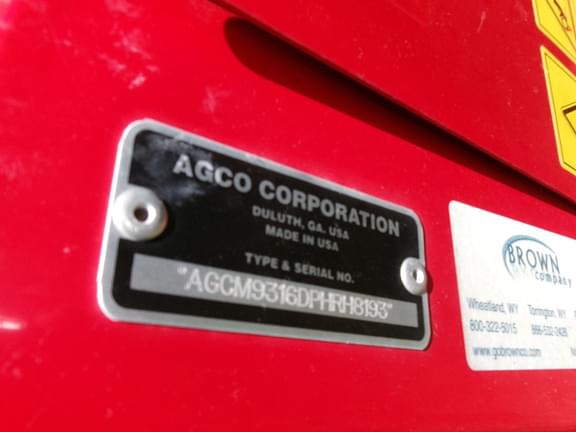 AGCO CORPORATION
DULUTH, GA. USA
MADE IN USA
TYPE & SERIAL NO.
*AGCM9316DPHRH8193*
BROWN
company
Wheatland, WY Torrington, WY
800-322-5015
www.gobrownco.com